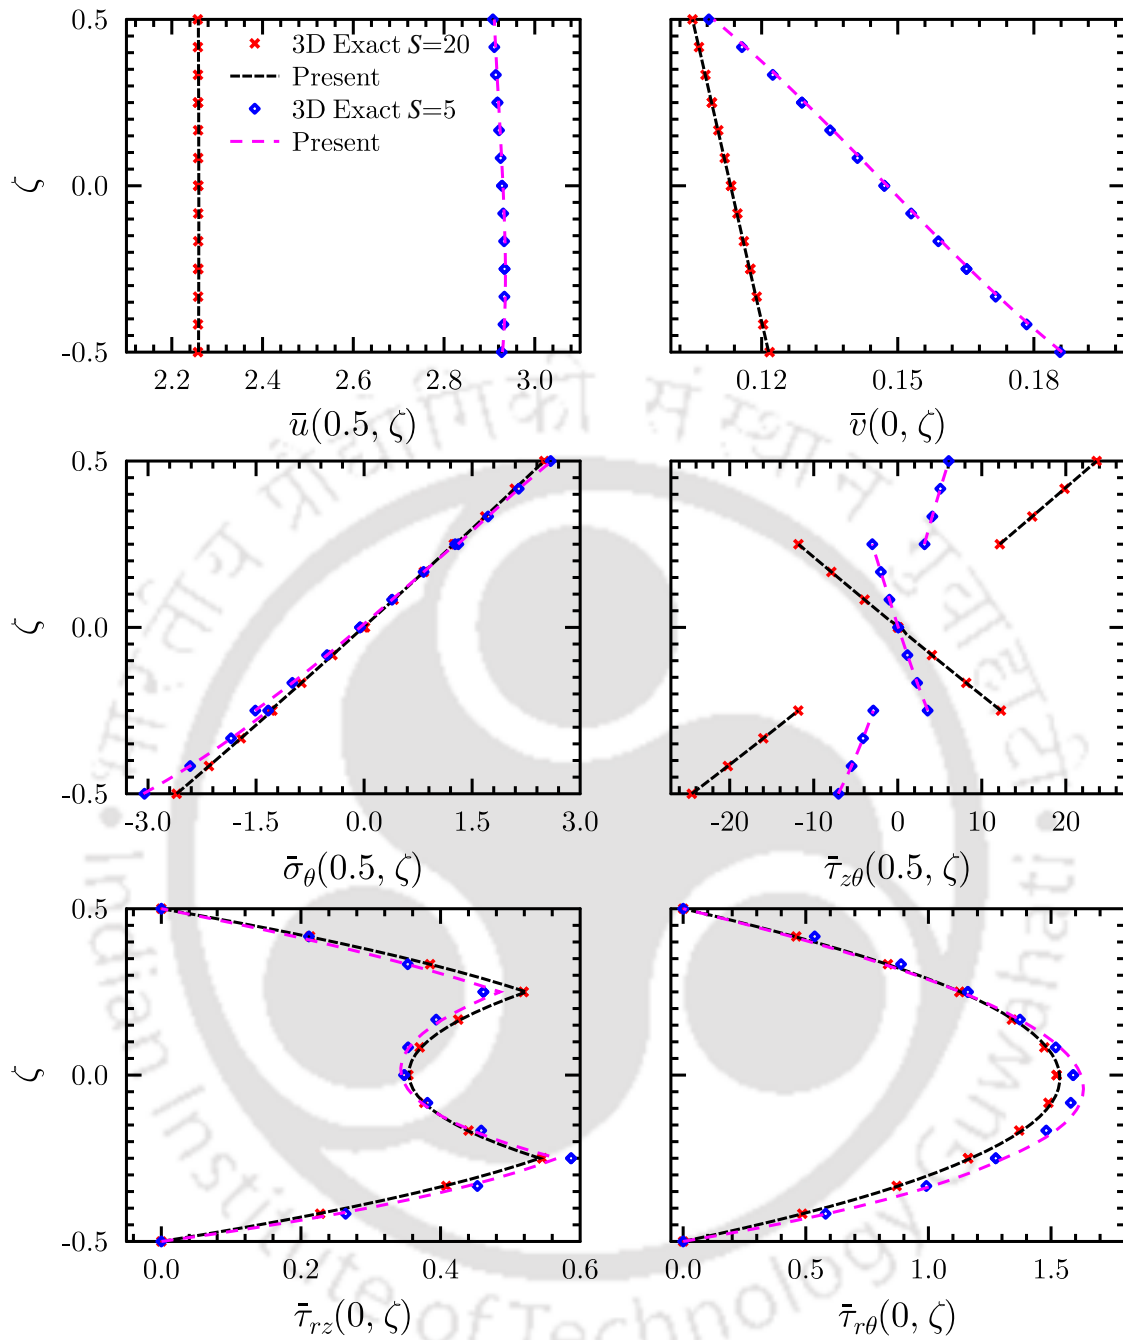 0.5
0.0
-0.5
ζ
3D Exact S=20
Present
3D Exact S=5
Present
2.2 2.4 2.6 2.8 3.0
0.12 0.15 0.18
ū(0.5, ζ)
v̄(0, ζ)
0.5
0.0
-0.5
ζ
-3.0 -1.5 0.0 1.5 3.0
-20 -10 0 10 20
σ̄θ(0.5, ζ)
τ̄zθ(0.5, ζ)
0.5
0.0
-0.5
ζ
0.0 0.2 0.4 0.6
0.0 0.5 1.0 1.5
τ̄rz(0, ζ)
τ̄rθ(0, ζ)
Indian Institute of Technology Guwahati